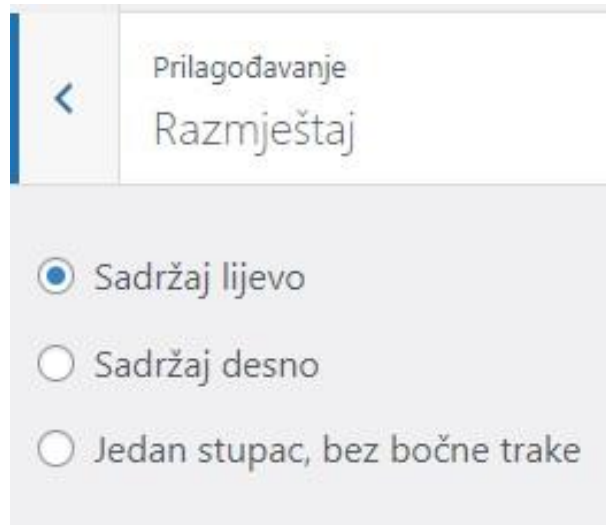 Prilagođavanje
Razmještaj
Sadržaj lijevo
Sadržaj desno
Jedan stupac, bez bočne trake